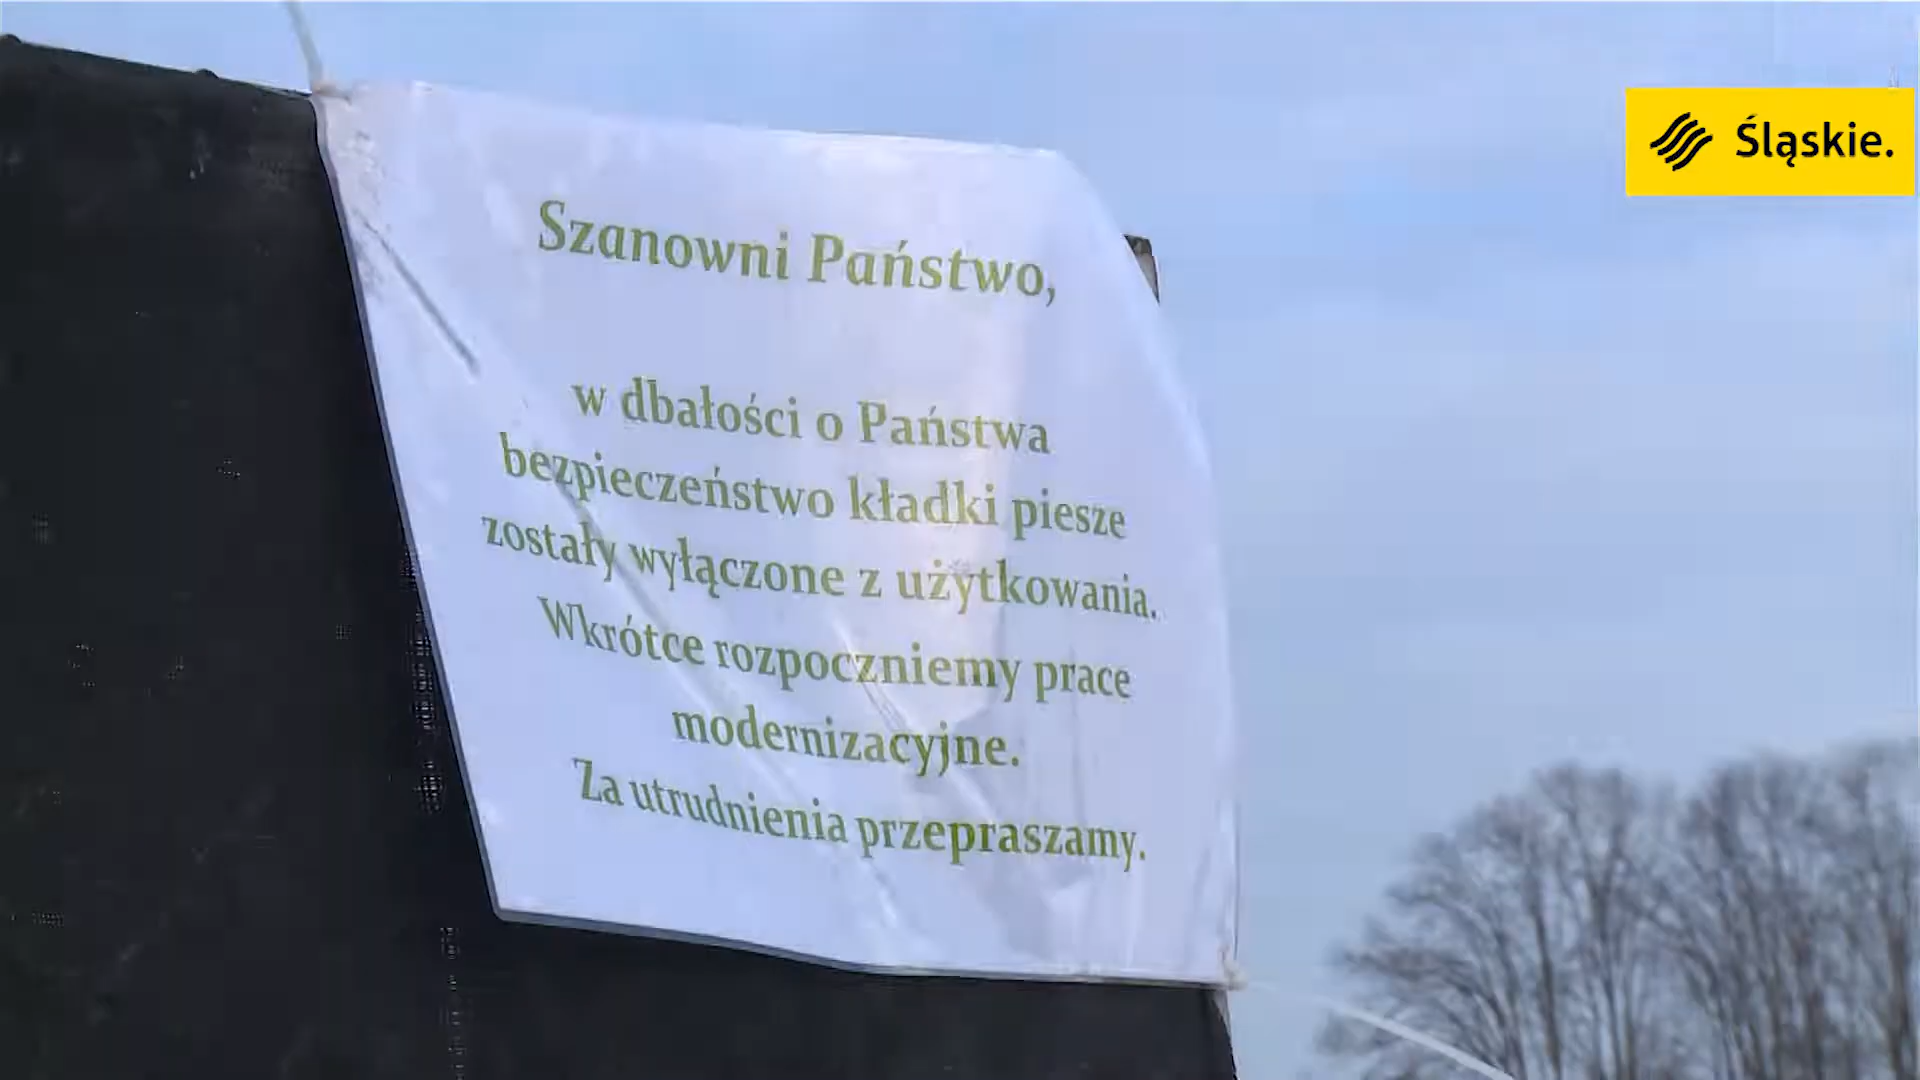 Śląskie.
Szanowni Państwo,
w dbałości o Państwa
bezpieczeństwo kładki piesze
zostały wyłączone z użytkowania.
Wkrótce rozpoczniemy prace
modernizacyjne.
Za utrudnienia przepraszamy.